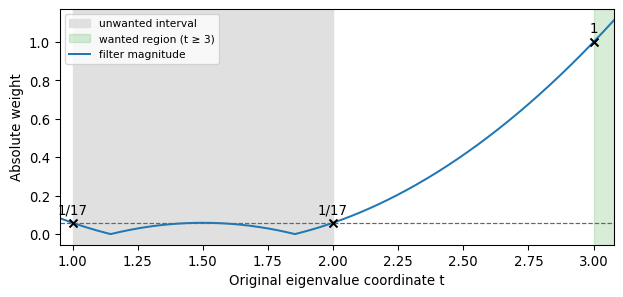 unwanted interval
wanted region (t ≥ 3)
filter magnitude
1
1/17
1/17
Absolute weight
1.0
0.8
0.6
0.4
0.2
0.0
1.00 1.25 1.50 1.75 2.00 2.25 2.50 2.75 3.00
Original eigenvalue coordinate t